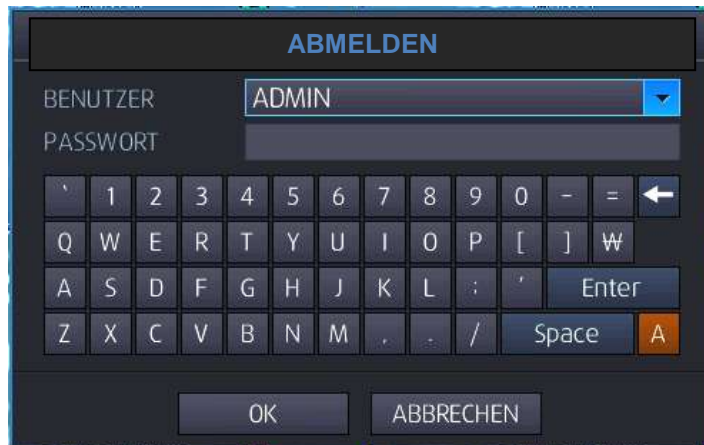 ABMELDEN
BENUTZER ADMIN
PASSWORT
` 1 2 3 4 5 6 7 8 9 0 - = ←
Q W E R T Y U I O P [ ] ₩
A S D F G H J K L ; ' Enter
Z X C V B N M , . / Space A
OK ABBRECHEN